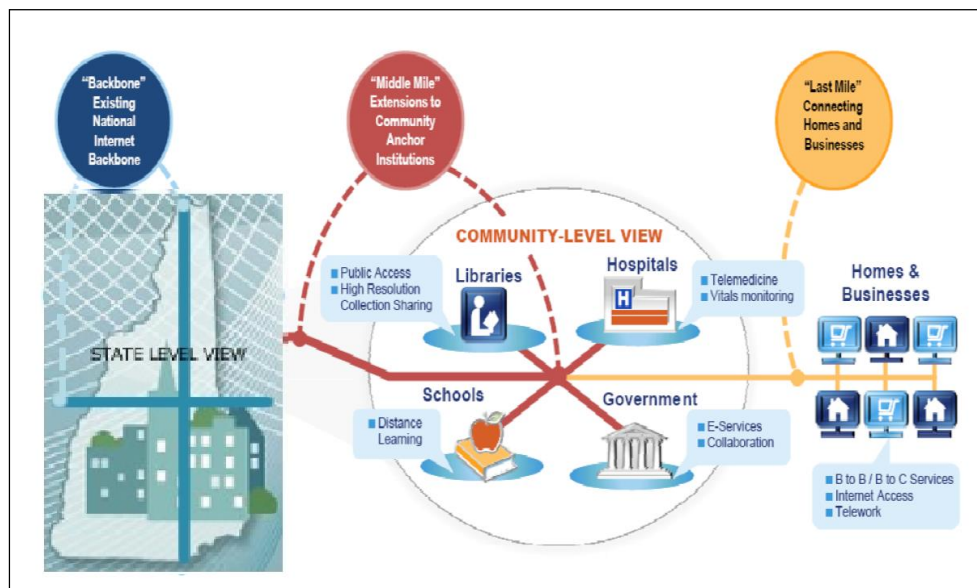 “Backbone”
Existing
National
Internet
Backbone
“Middle Mile”
Extensions to
Community
Anchor
Institutions
“Last Mile”
Connecting
Homes and
Businesses
STATE LEVEL VIEW
COMMUNITY-LEVEL VIEW
Public Access
High Resolution
Collection Sharing
Libraries
Hospitals
H
Telemedicine
Vitals monitoring
Schools
Distance
Learning
Government
E-Services
Collaboration
Homes &
Businesses
B to B / B to C Services
Internet Access
Telework